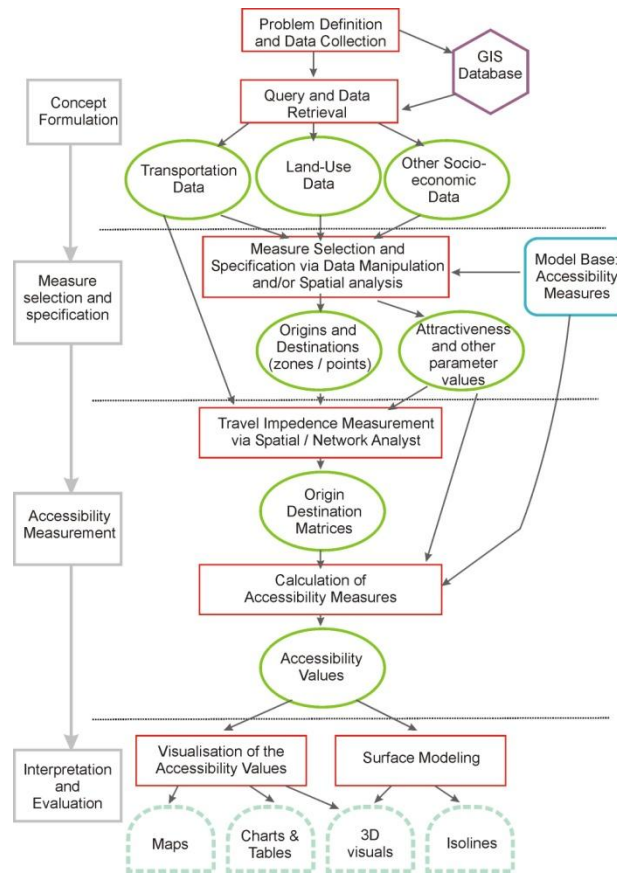 Problem Definition
and Data Collection
GIS
Database
Concept
Formulation
Query and Data
Retrieval
Transportation
Data
Land-Use
Data
Other Socio-
economic
Data
Measure
selection and
specification
Measure Selection and
Specification via Data Manipulation
and/or Spatial analysis
Model Base:
Accessibility
Measures
Origins and
Destinations
(zones / points)
Attractiveness
and other
parameter
values
Travel Impedence Measurement
via Spatial / Network Analyst
Accessibility
Measurement
Origin
Destination
Matrices
Calculation of
Accessibility Measures
Accessibility
Values
Interpretation
and
Evaluation
Visualisation of the
Accessibility Values
Surface Modeling
Maps
Charts &
Tables
3D
visuals
Isolines